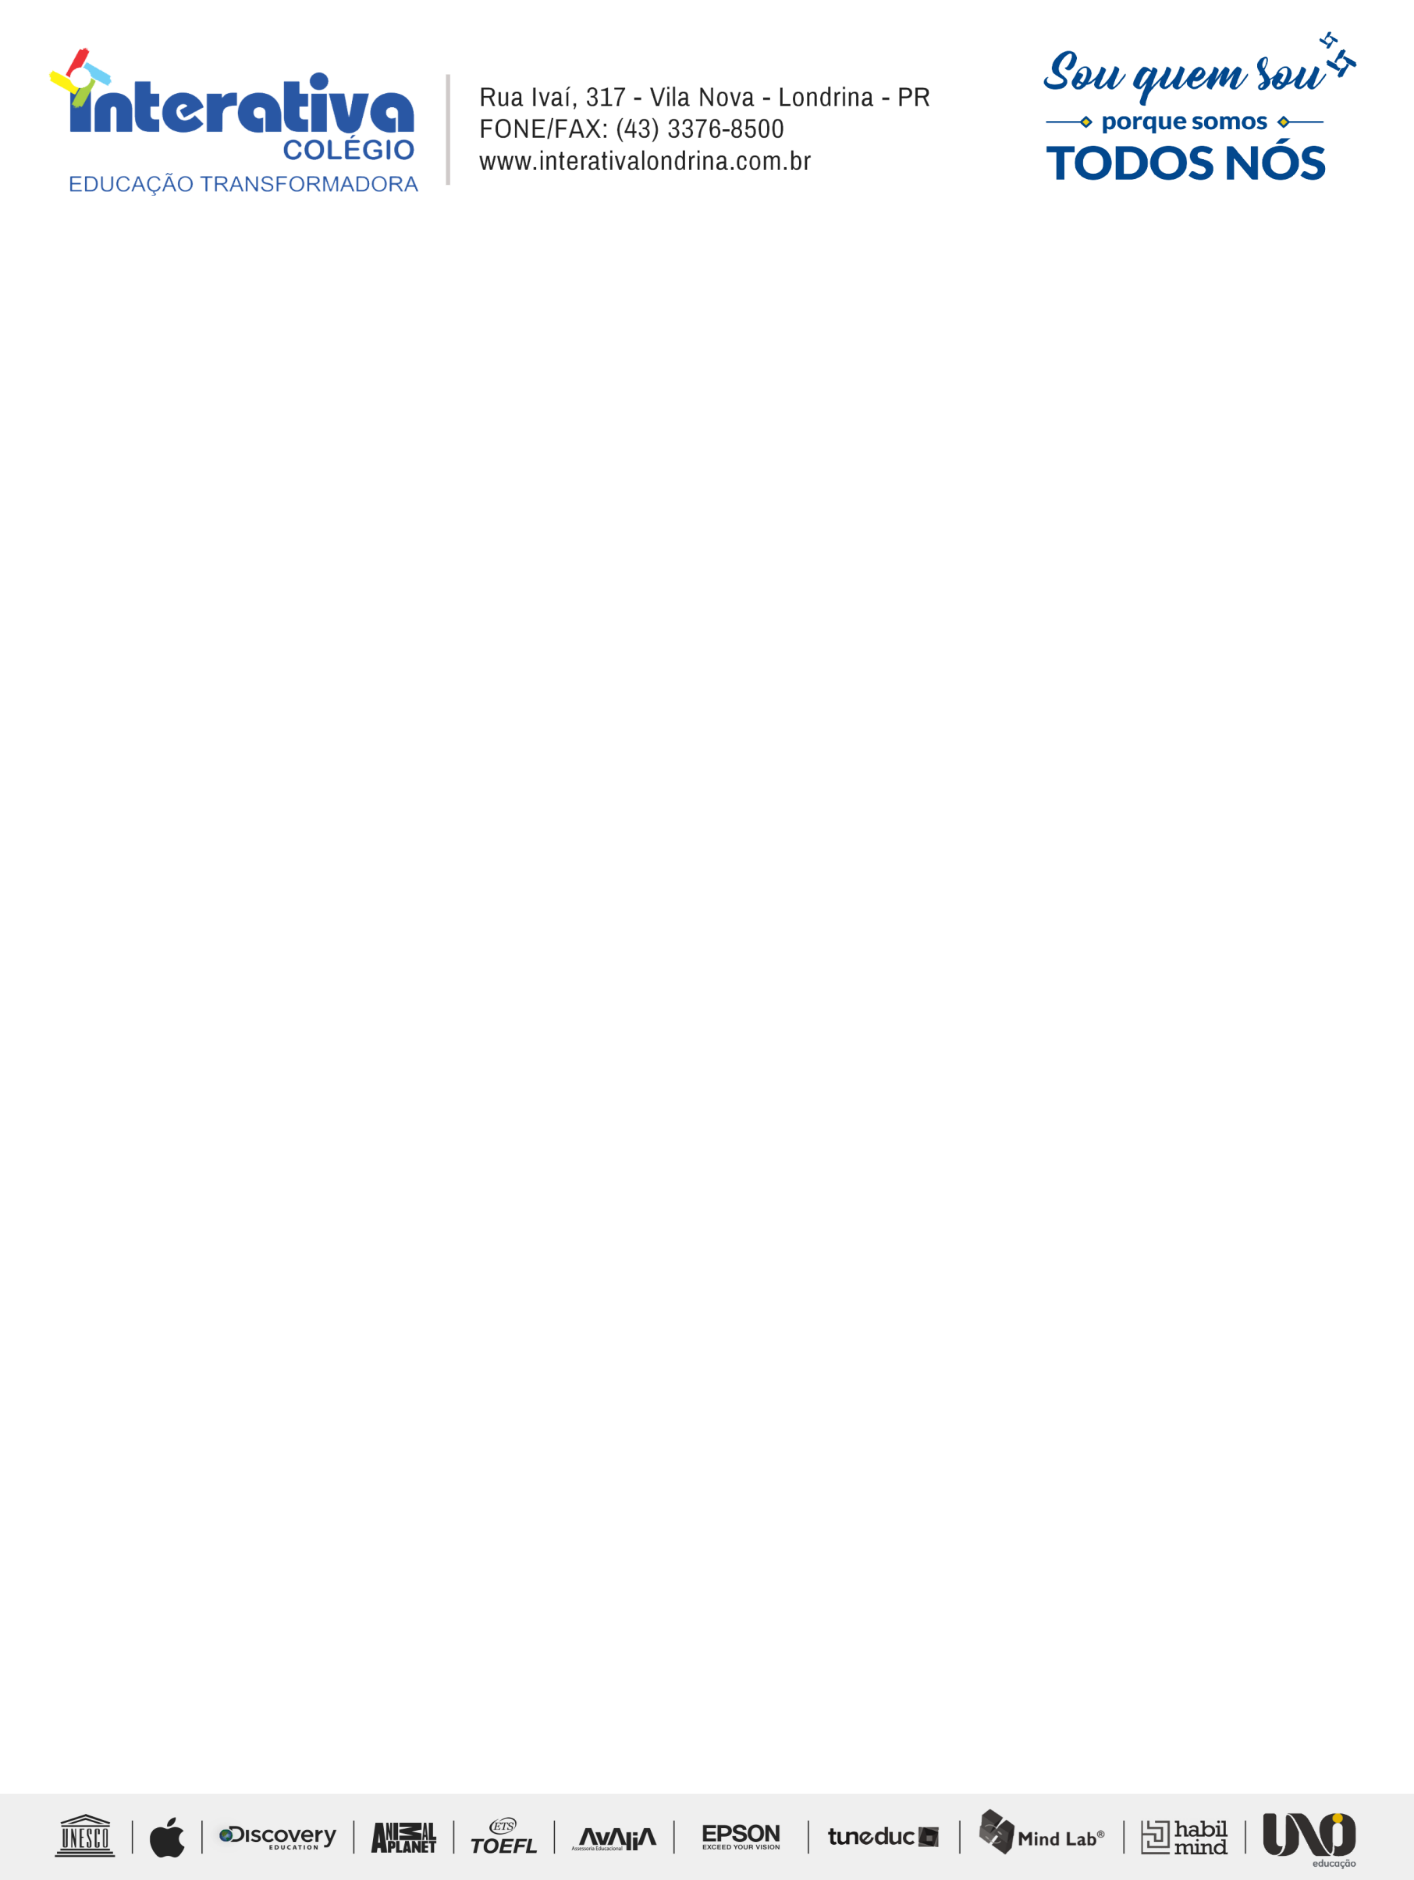 interativa
COLÉGIO
EDUCAÇÃO TRANSFORMADORA
Rua Ivaí, 317 - Vila Nova - Londrina - PR
FONE/FAX: (43) 3376-8500
www.interativalondrina.com.br
Sou quem sou
porque somos
TODOS NÓS
UNESCO
Discovery
EDUCATION
ANIMAL
PLANET
ETS
TOEFL
AvAliA
Assessoria Educacional
EPSON
EXCEED YOUR VISION
tuneduc
Mind Lab®
habil
mind
UNO
educação